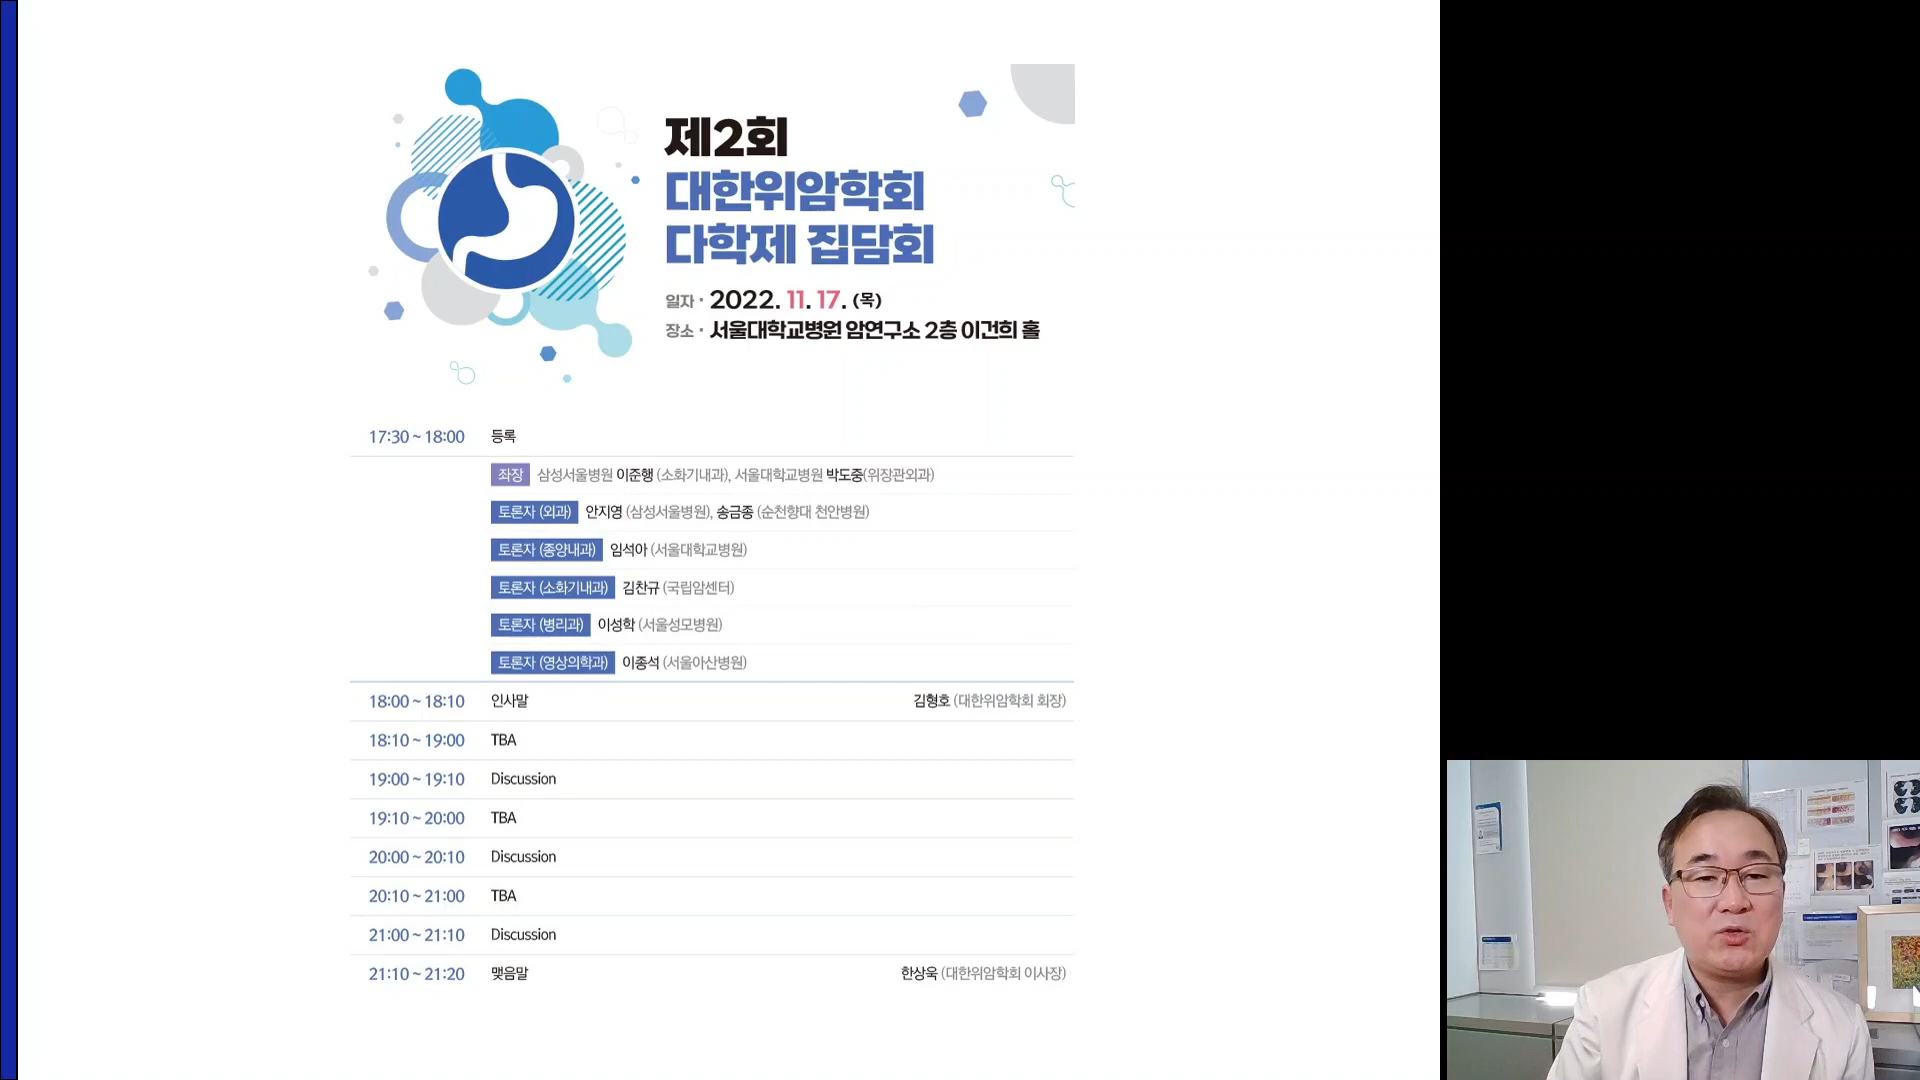 제2회
대한위암학회
다학제 집담회
일자 · 2022. 11. 17. (목)
장소 · 서울대학교병원 암연구소 2층 이건희 홀
17:30 ~ 18:00 등록
좌장 삼성서울병원 이준행 (소화기내과), 서울대학교병원 박도중(위장관외과)
토론자 (외과) 안지영 (삼성서울병원), 송금종 (순천향대 천안병원)
토론자 (종양내과) 임석아 (서울대학교병원)
토론자 (소화기내과) 김찬규 (국립암센터)
토론자 (병리과) 이성학 (서울성모병원)
토론자 (영상의학과) 이종석 (서울아산병원)
18:00 ~ 18:10 인사말 김형호 (대한위암학회 회장)
18:10 ~ 19:00 TBA
19:00 ~ 19:10 Discussion
19:10 ~ 20:00 TBA
20:00 ~ 20:10 Discussion
20:10 ~ 21:00 TBA
21:00 ~ 21:10 Discussion
21:10 ~ 21:20 맺음말 한상욱 (대한위암학회 이사장)